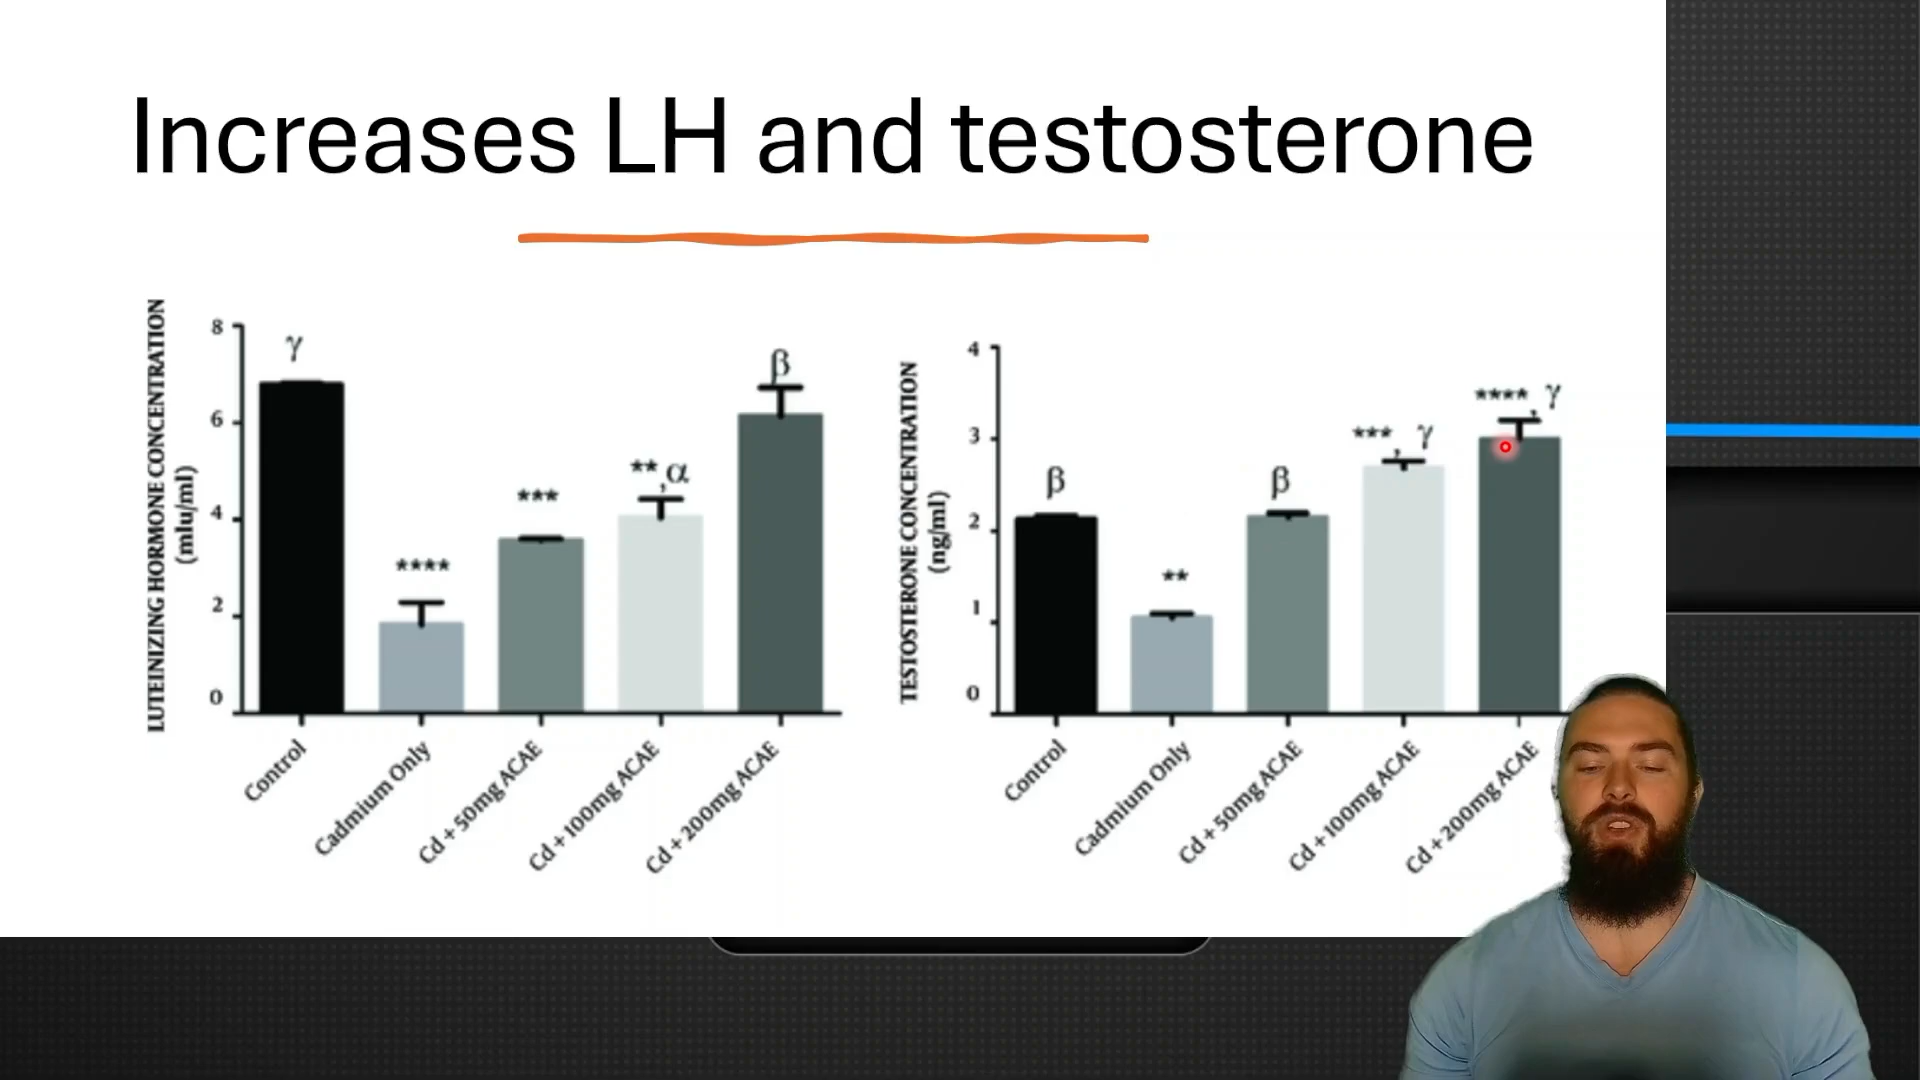 Increases LH and testosterone
LUTEINIZING HORMONE CONCENTRATION
(mlu/ml)
8
6
4
2
0
γ
****
***
**,α
β
Control
Cadmium Only
Cd + 50mg ACAE
Cd + 100mg ACAE
Cd + 200mg ACAE
TESTOSTERONE CONCENTRATION
(ng/ml)
4
3
2
1
0
β
**
β
***, γ
****, γ
Control
Cadmium Only
Cd + 50mg ACAE
Cd + 100mg ACAE
Cd + 200mg ACAE